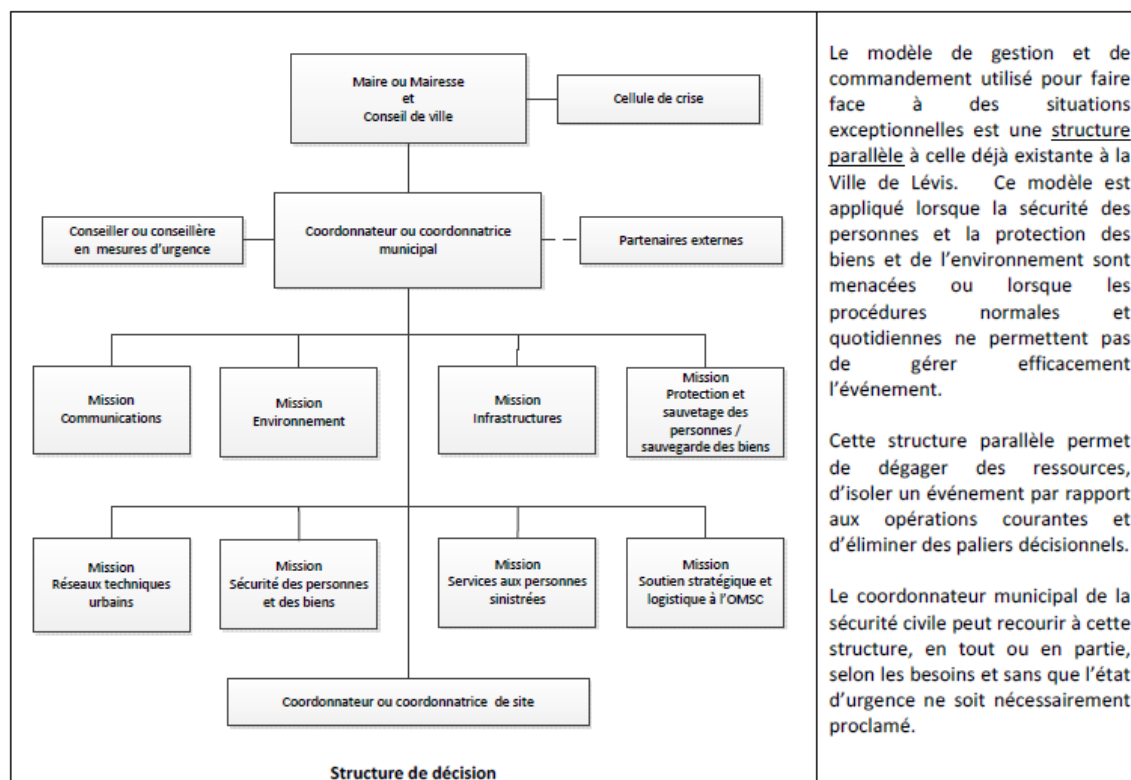 Maire ou Mairesse
et
Conseil de ville
Cellule de crise
Conseiller ou conseillère
en mesures d'urgence
Coordonnateur ou coordonnatrice
municipal
Partenaires externes
Mission
Communications
Mission
Environnement
Mission
Infrastructures
Mission
Protection et
sauvetage des
personnes /
sauvegarde des biens
Mission
Réseaux techniques
urbains
Mission
Sécurité des personnes
et des biens
Mission
Services aux personnes
sinistrées
Mission
Soutien stratégique et
logistique à l'OMSC
Coordonnateur ou coordonnatrice de site
Structure de décision
Le modèle de gestion et de
commandement utilisé pour faire
face à des situations
exceptionnelles est une structure
parallèle à celle déjà existante à la
Ville de Lévis. Ce modèle est
appliqué lorsque la sécurité des
personnes et la protection des
biens et de l'environnement sont
menacées ou lorsque les
procédures normales et
quotidiennes ne permettent pas
de gérer efficacement
l'événement.
Cette structure parallèle permet
de dégager des ressources,
d'isoler un événement par rapport
aux opérations courantes et
d'éliminer des paliers décisionnels.
Le coordonnateur municipal de la
sécurité civile peut recourir à cette
structure, en tout ou en partie,
selon les besoins et sans que l'état
d'urgence ne soit nécessairement
proclamé.